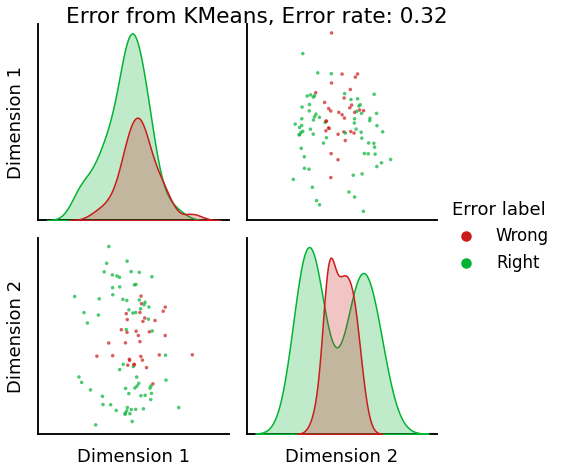 Error from KMeans, Error rate: 0.32
Dimension 1
Dimension 2
Dimension 1
Dimension 2
Error label
Wrong
Right